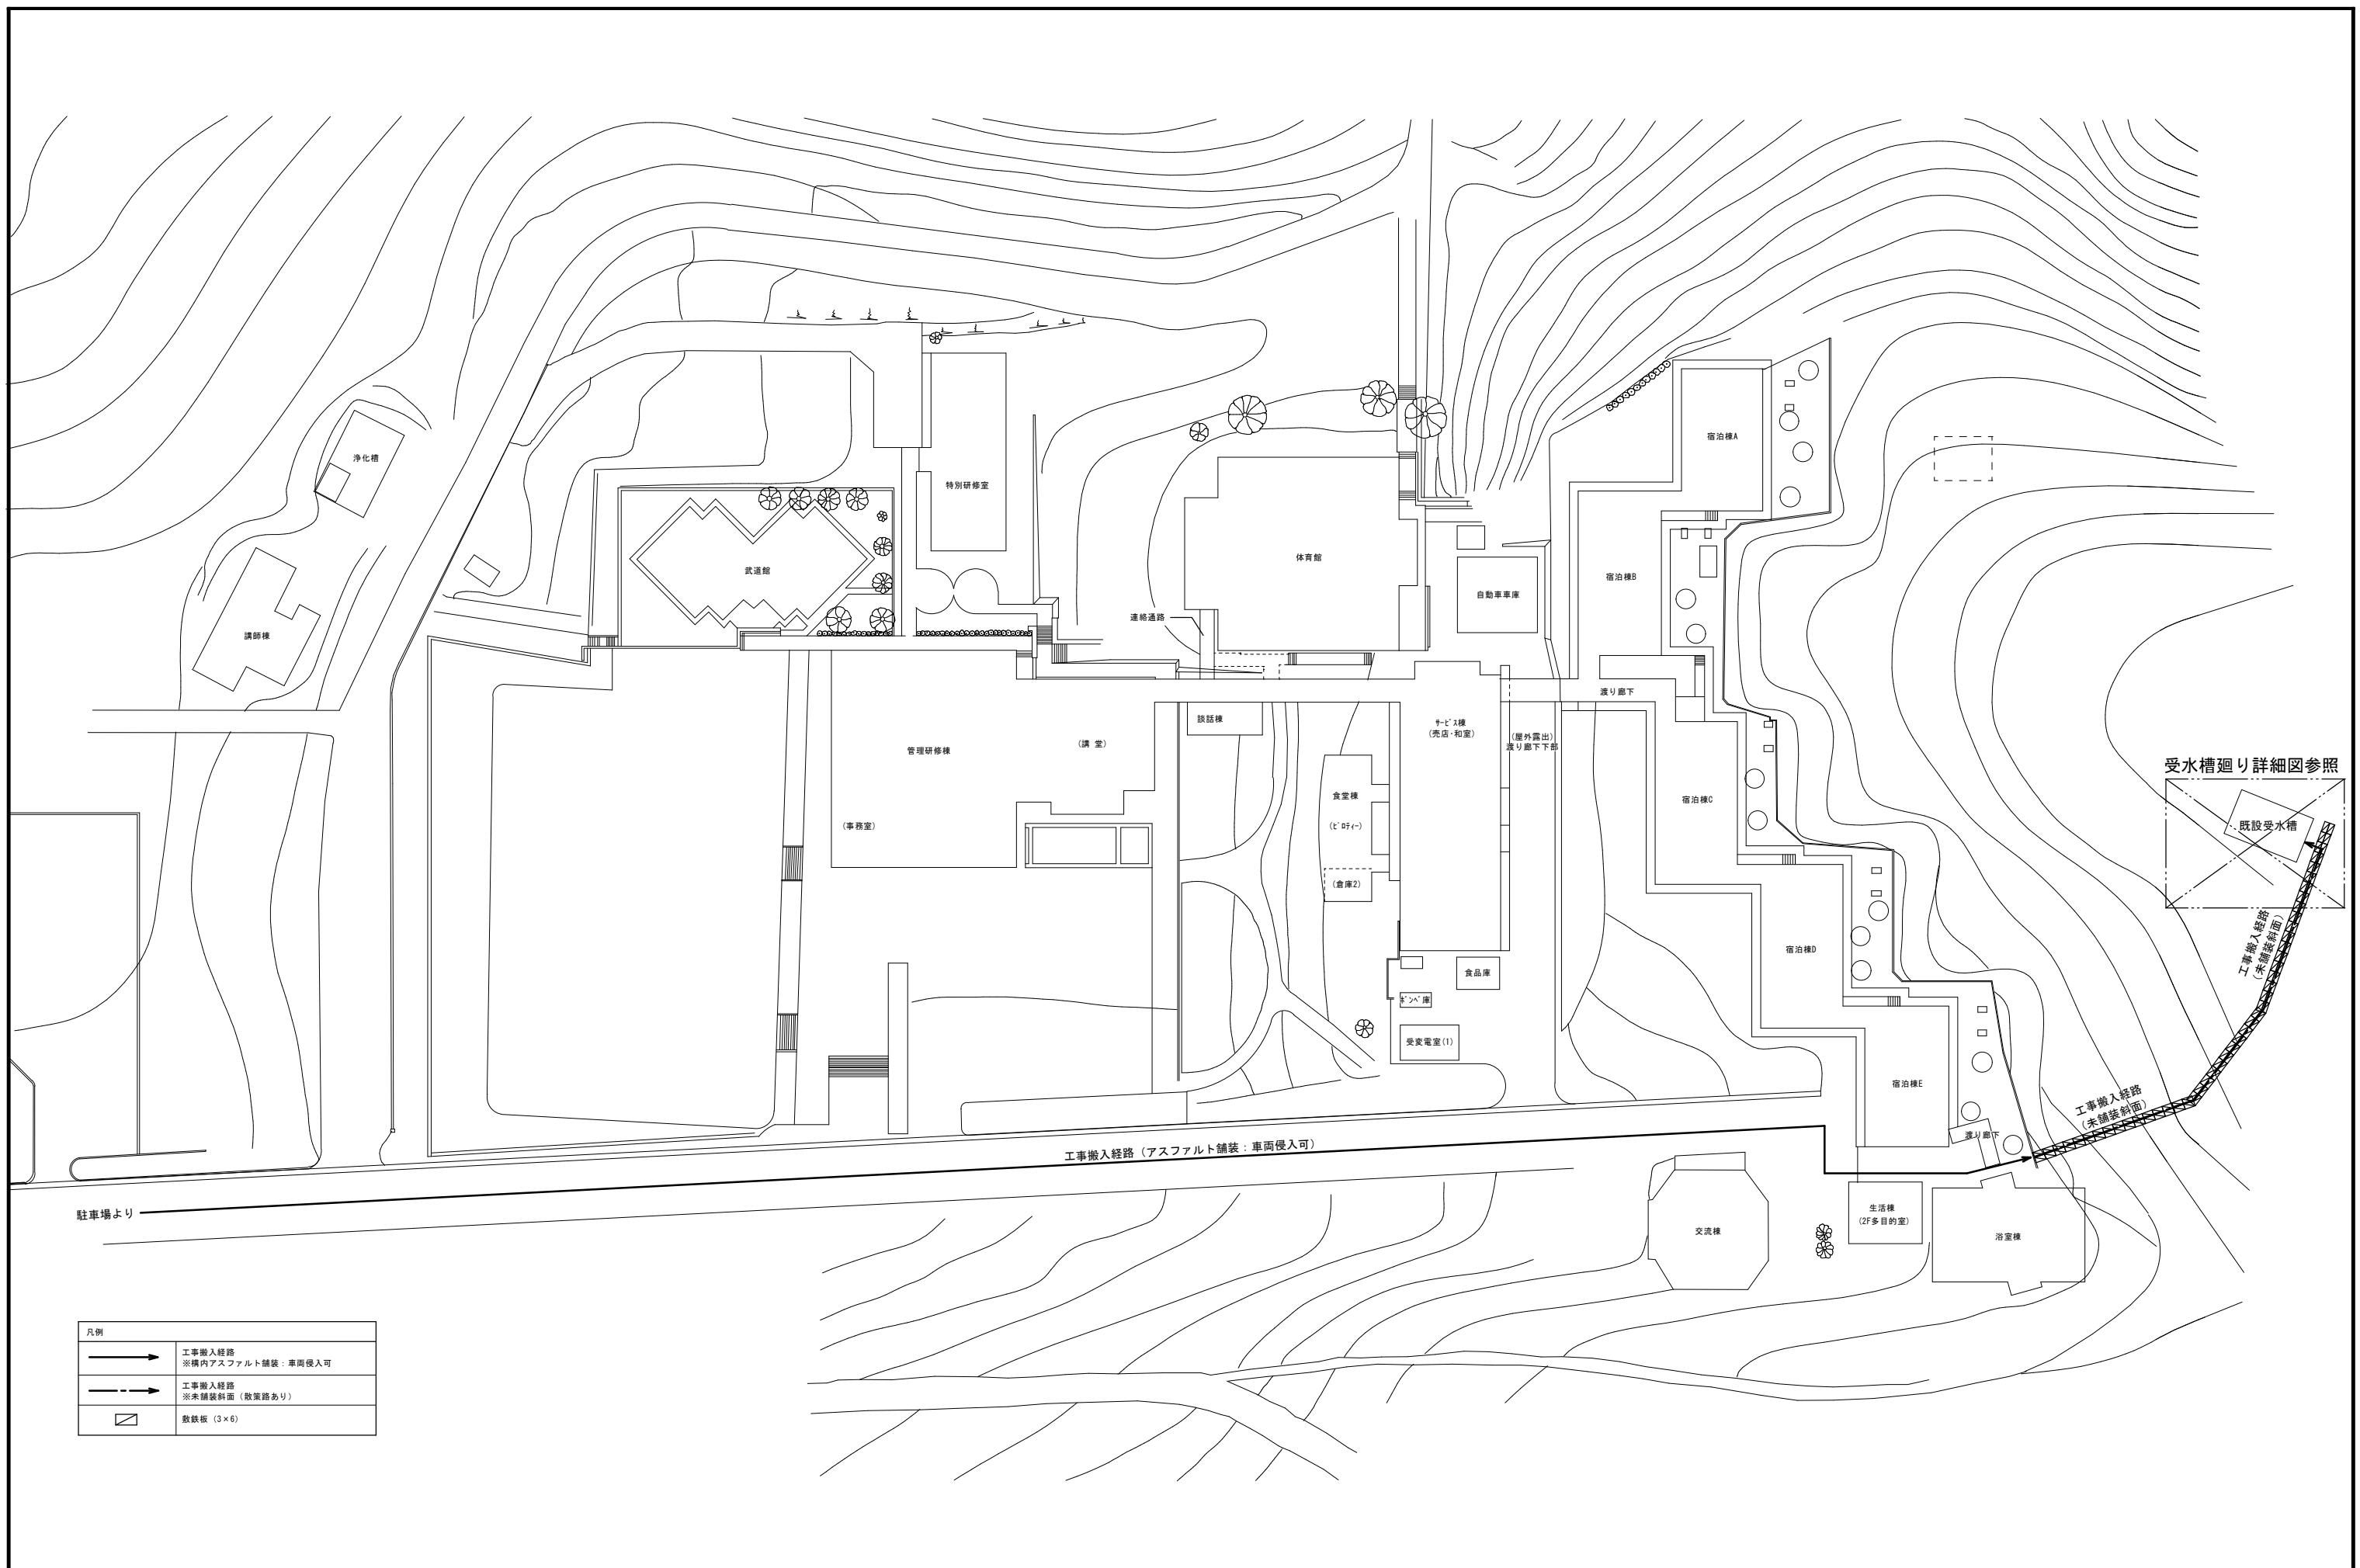 浄化槽
講師棟
武道館
特別研修室
体育館
連絡通路
自動車車庫
宿泊棟A
宿泊棟B
渡り廊下
談話棟
管理研修棟
(講 堂)
(事務室)
ｻｰﾋﾞｽ棟
(売店・和室)
(屋外露出)
渡り廊下下部
食堂棟
(ﾋﾟﾛﾃｨｰ)
(倉庫2)
食品庫
ﾎﾞﾝﾍﾞ庫
受変電室(1)
宿泊棟C
宿泊棟D
宿泊棟E
渡り廊下
受水槽廻り詳細図参照
既設受水槽
工事搬入経路
(未舗装斜面)
工事搬入経路
(未舗装斜面)
工事搬入経路(アスファルト舗装:車両侵入可)
駐車場より
交流棟
生活棟
(2F多目的室)
浴室棟
凡例
工事搬入経路
※構内アスファルト舗装:車両侵入可
工事搬入経路
※未舗装斜面(散策路あり)
敷鉄板 (3×6)